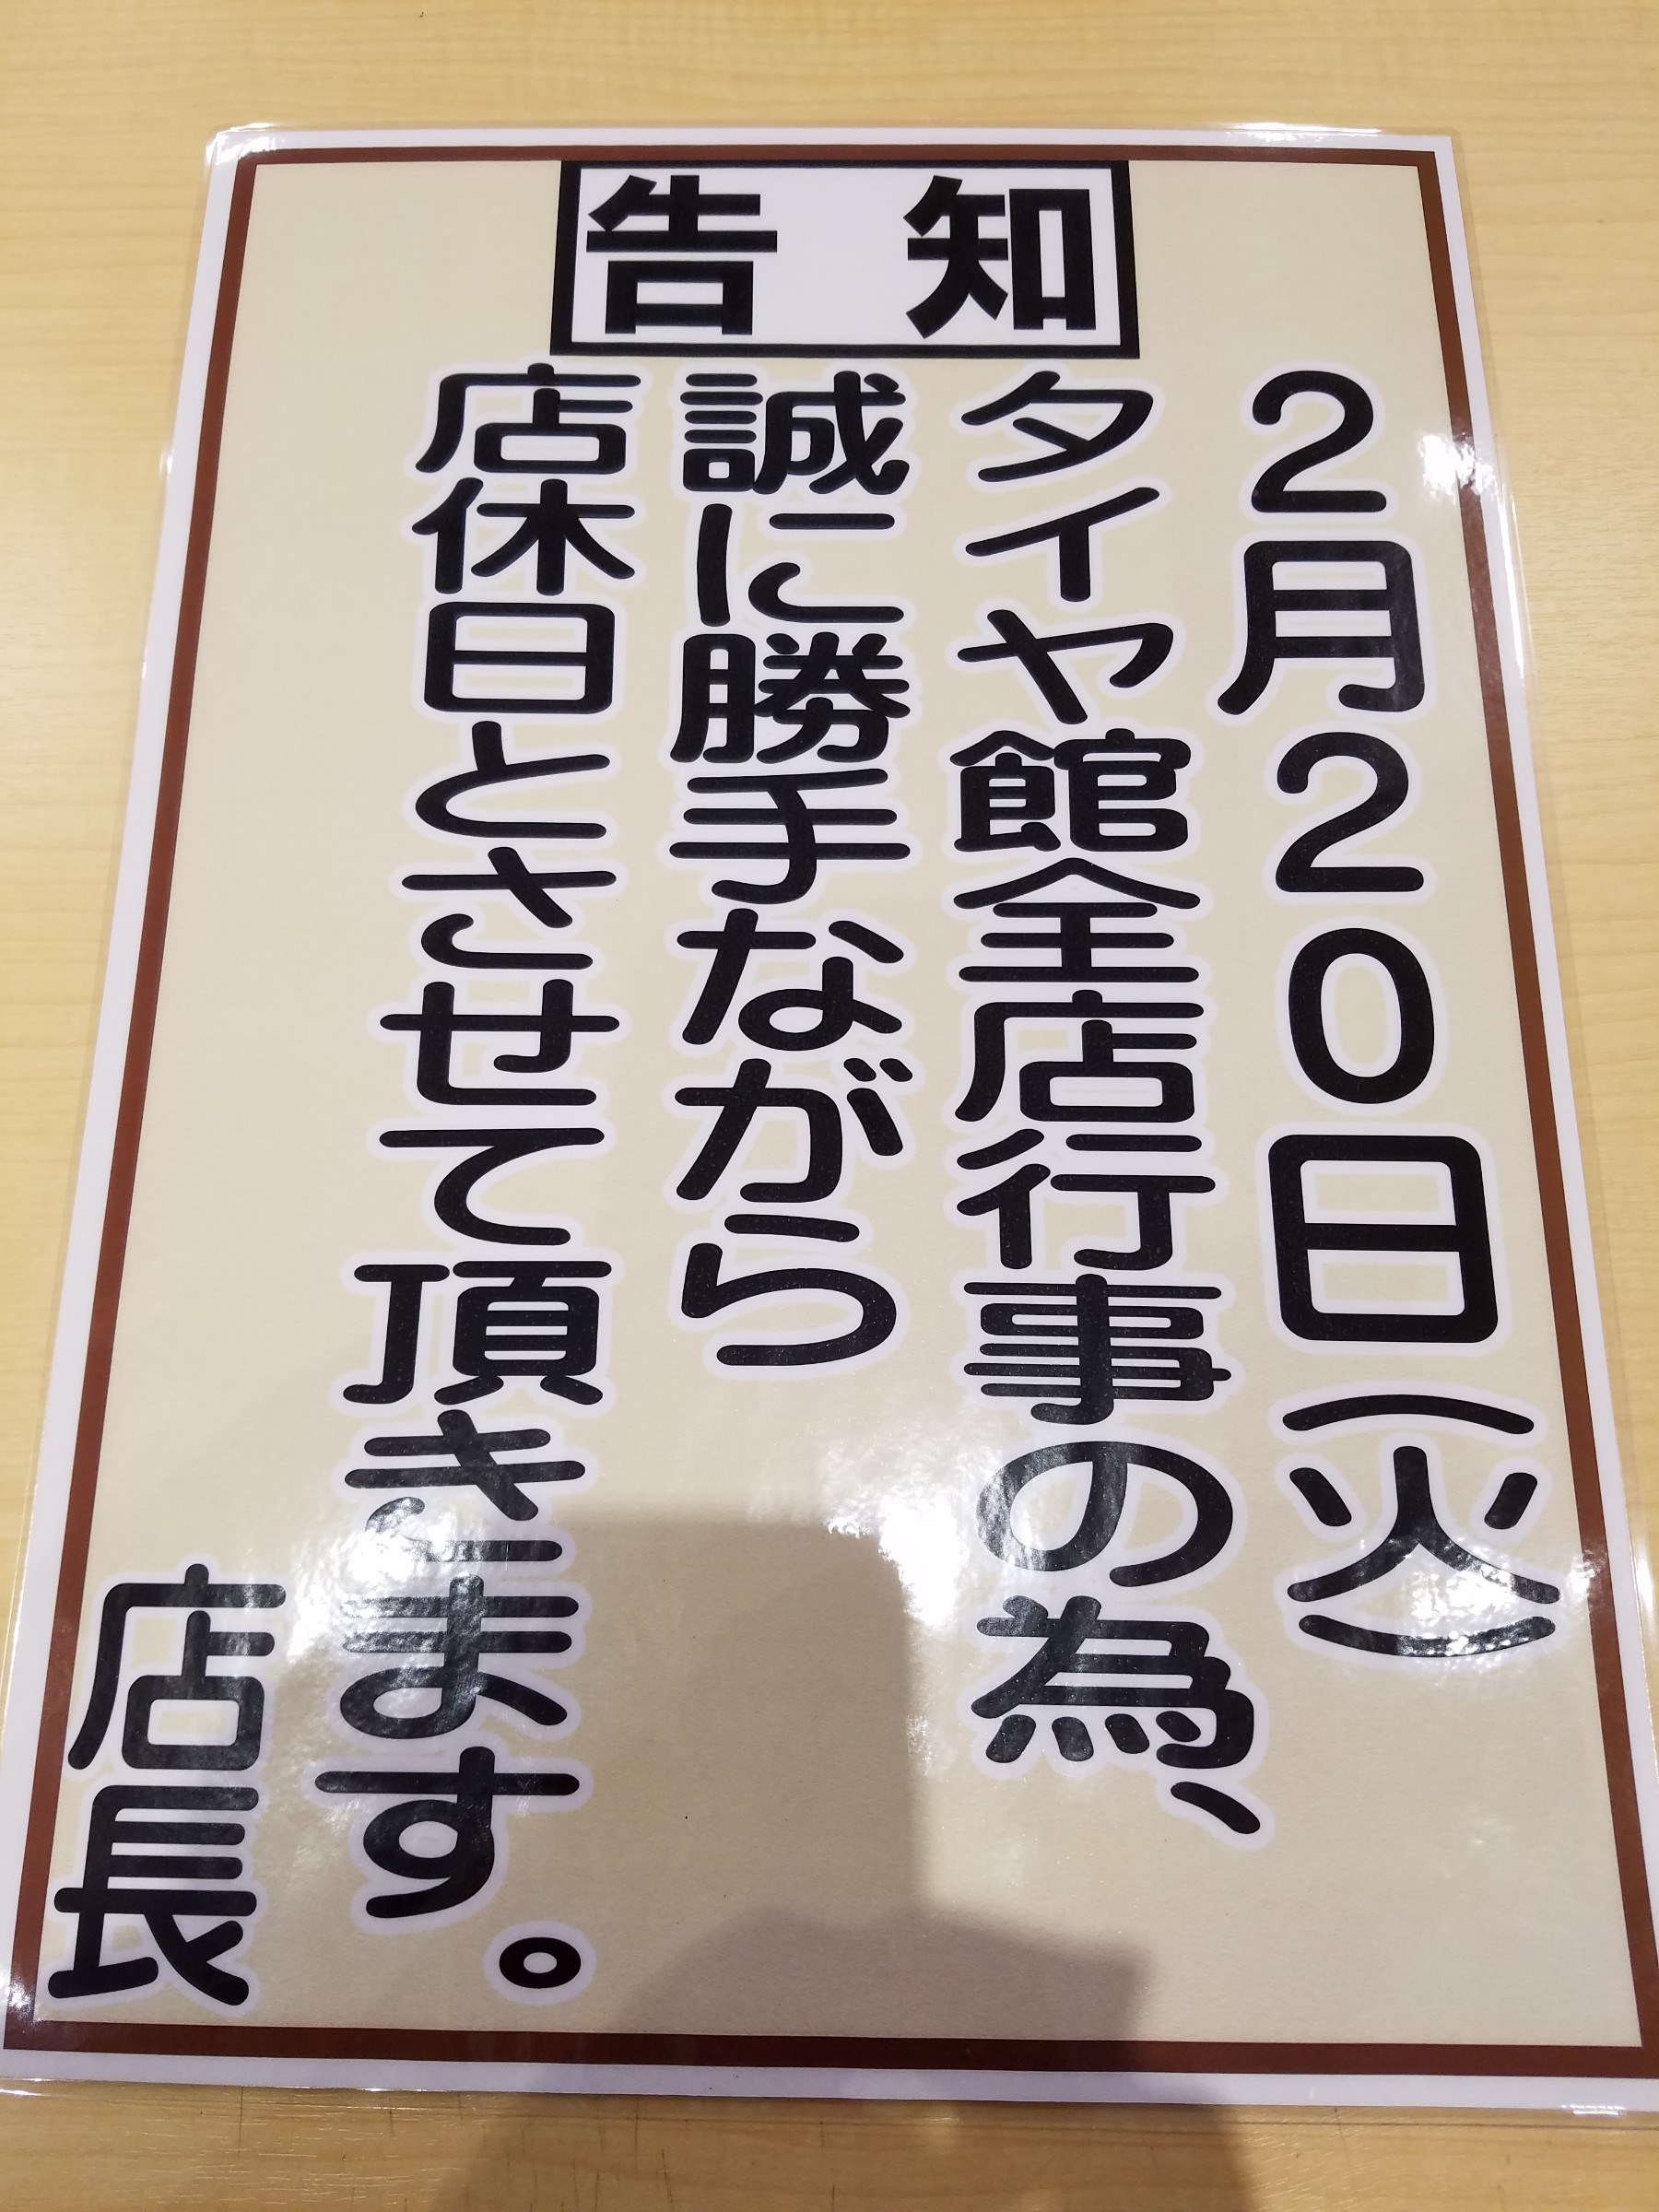 告知
2月20日(火)
タイヤ館全店行事の為、
誠に勝手ながら
店休日とさせて頂きます。
店長